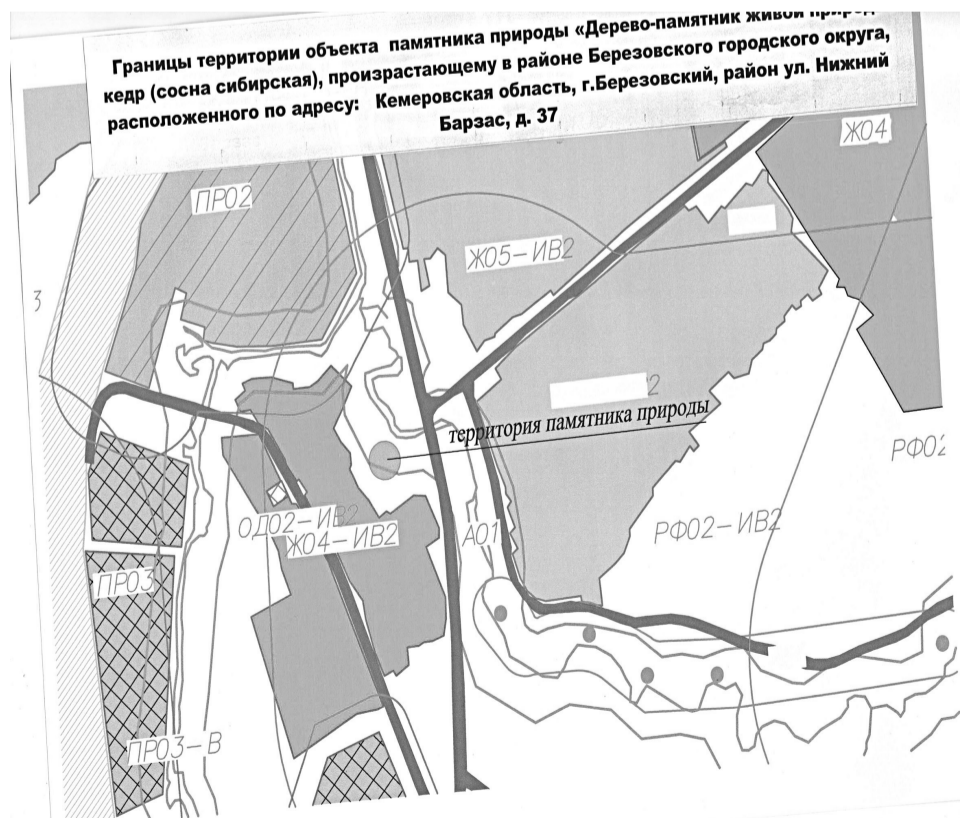 Границы территории объекта памятника природы «Дерево-памятник живой
кедр (сосна сибирская), произрастающему в районе Березовского городского округа,
расположенного по адресу: Кемеровская область, г.Березовский, район ул. Нижний
Барзас, д. 37
Ж04
ПР02
Ж05-ИВ2
3
2
территория памятника природы
РФ02
ОД02-ИВ2
Ж04-ИВ2
А01
РФ02-ИВ2
ПР03
ПР03-В